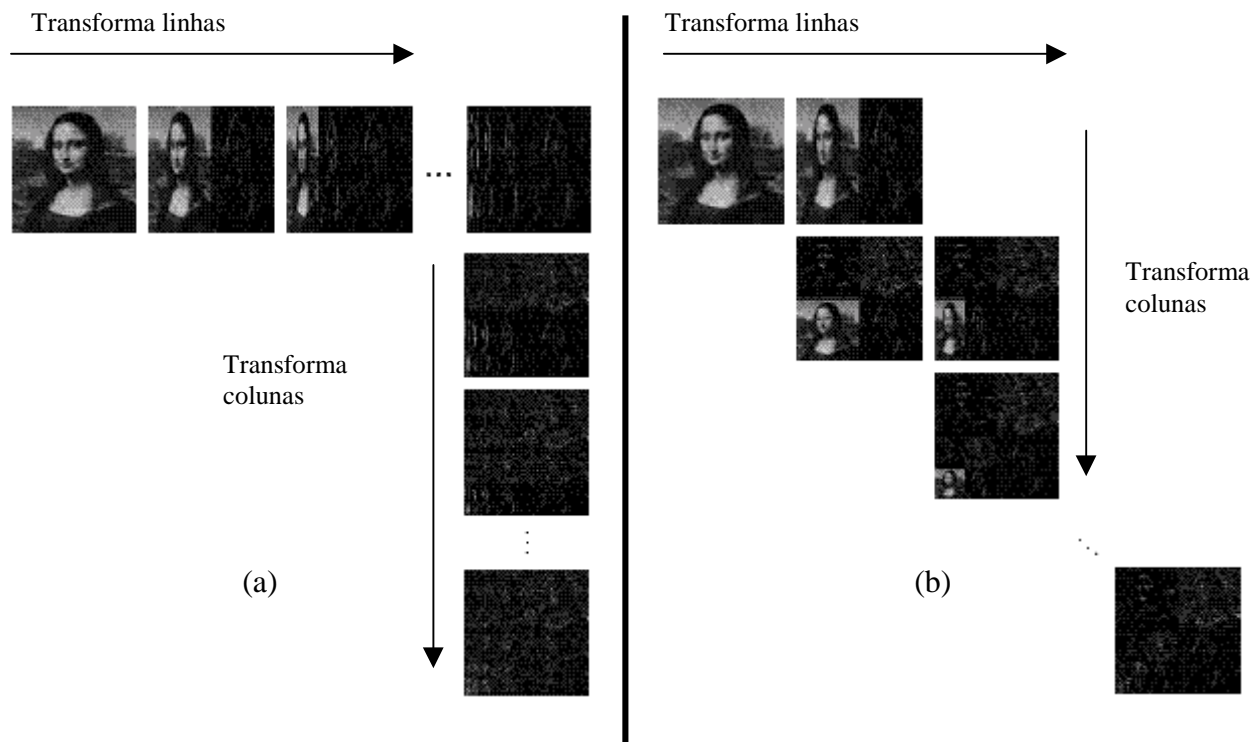 Transforma linhas
...
Transforma
colunas
(a)
Transforma linhas
Transforma
colunas
(b)